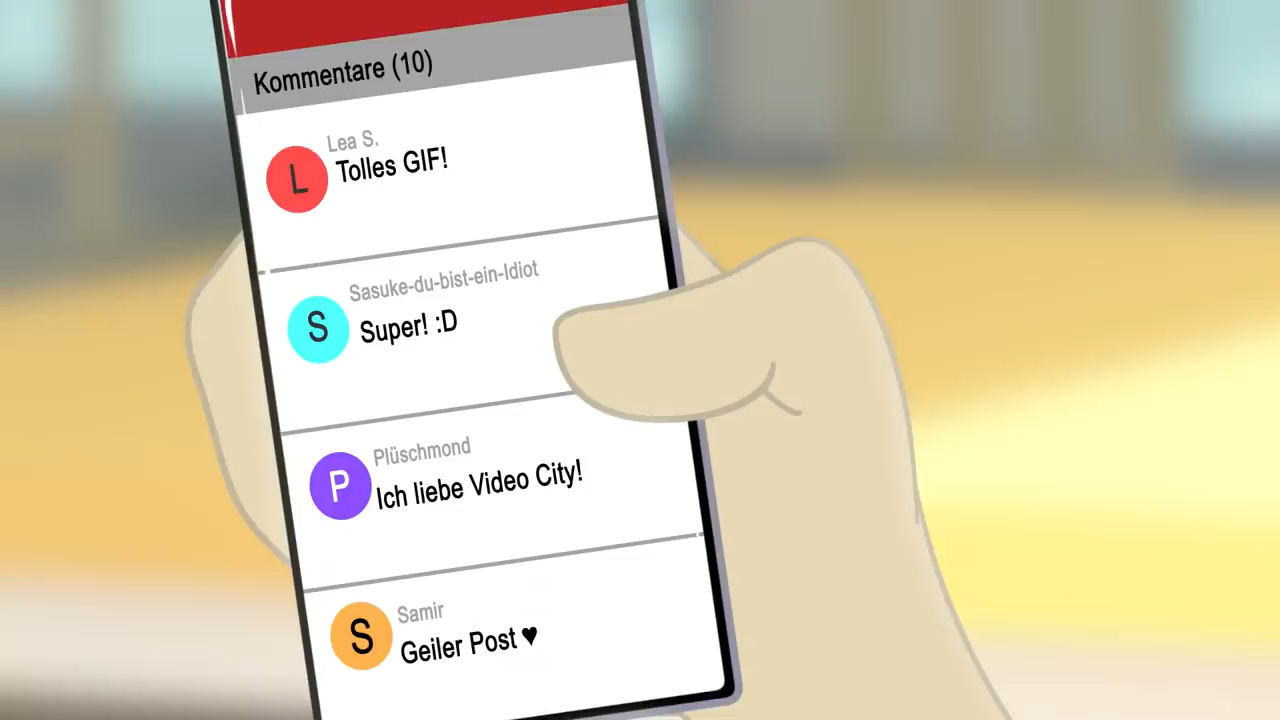 Kommentare (10)
Lea S.
L
Tolles GIF!
Sasuke-du-bist-ein-Idiot
S
Super! :D
Plüschmond
P
Ich liebe Video City!
Samir
S
Geiler Post ♥